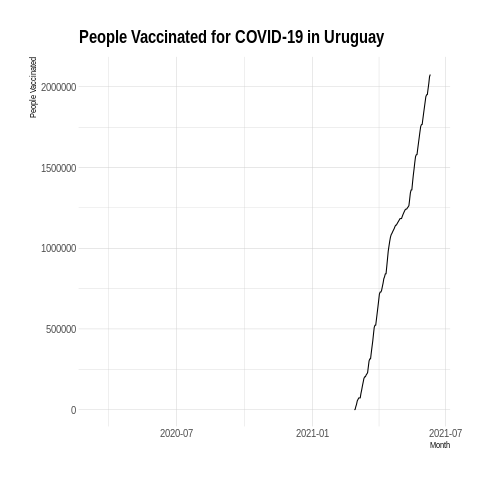 People Vaccinated for COVID-19 in Uruguay
People Vaccinated
2000000
1500000
1000000
500000
0
2020-07
2021-01
2021-07
Month